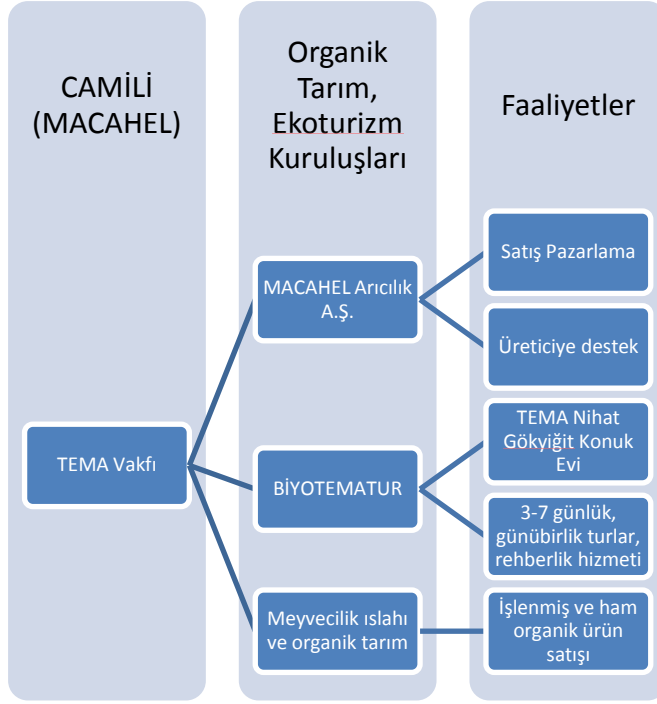 CAMİLİ
(MACAHEL)
Organik
Tarım,
Ekoturizm
Kuruluşları
Faaliyetler
TEMA Vakfı
MACAHEL Arıcılık
A.Ş.
BİYOTEMATUR
Meyvecilik ıslahı
ve organik tarım
Satış Pazarlama
Üreticiye destek
TEMA Nihat
Gökyiğit Konuk
Evi
3-7 günlük,
günübirlik turlar,
rehberlik hizmeti
İşlenmiş ve ham
organik ürün
satışı